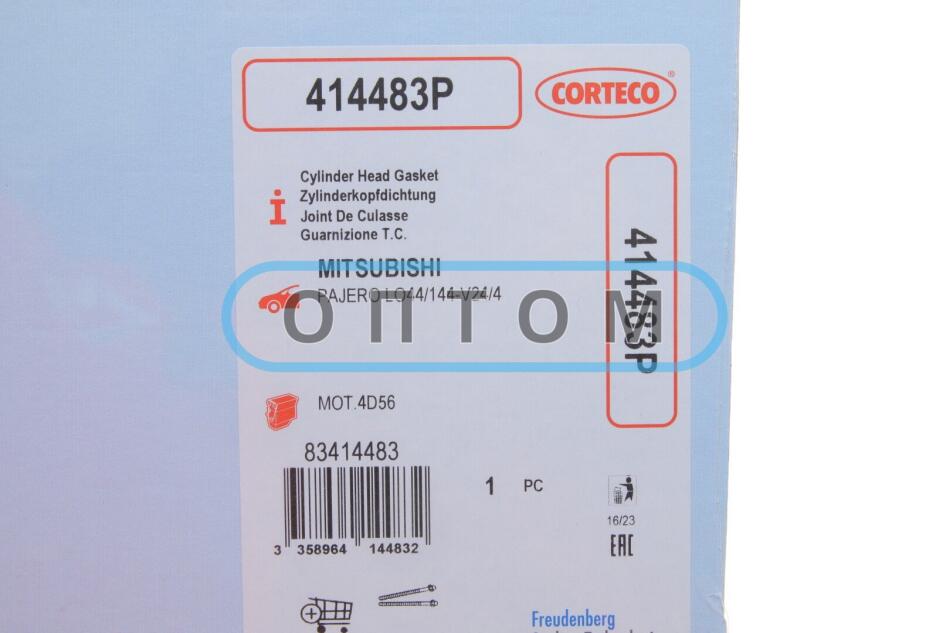 414483P
CORTECO®
Cylinder Head Gasket
Zylinderkopfdichtung
Joint De Culasse
Guarnizione T.C.
414483P
MITSUBISHI
PAJERO LO44/144-V24/4
ОПТОМ
MOT.4D56
83414483
1 PC
3 358964 144832
16/23
EAC
Freudenberg